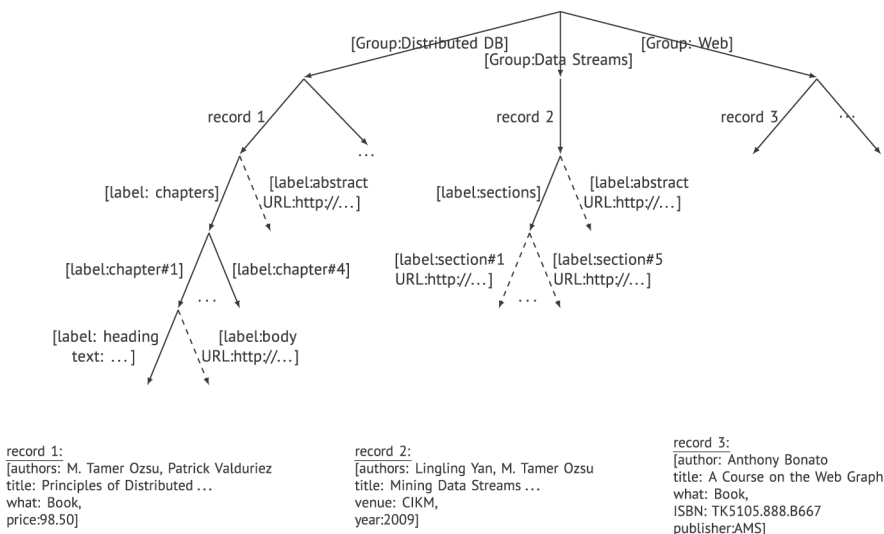 [Group:Distributed DB]
[Group: Web]
[Group:Data Streams]
record 1
record 2
record 3
...
...
[label: chapters]
[label:abstract
URL:http://...]
[label:sections]
[label:abstract
URL:http://...]
[label:chapter#1]
[label:chapter#4]
...
[label:section#1
URL:http://...]
[label:section#5
URL:http://...]
...
[label: heading
text: ... ]
[label:body
URL:http://...]
record 1:
[authors: M. Tamer Ozsu, Patrick Valduriez
title: Principles of Distributed ...
what: Book,
price:98.50]
record 2:
[authors: Lingling Yan, M. Tamer Ozsu
title: Mining Data Streams ...
venue: CIKM,
year:2009]
record 3:
[author: Anthony Bonato
title: A Course on the Web Graph
what: Book,
ISBN: TK5105.888.B667
publisher:AMS]